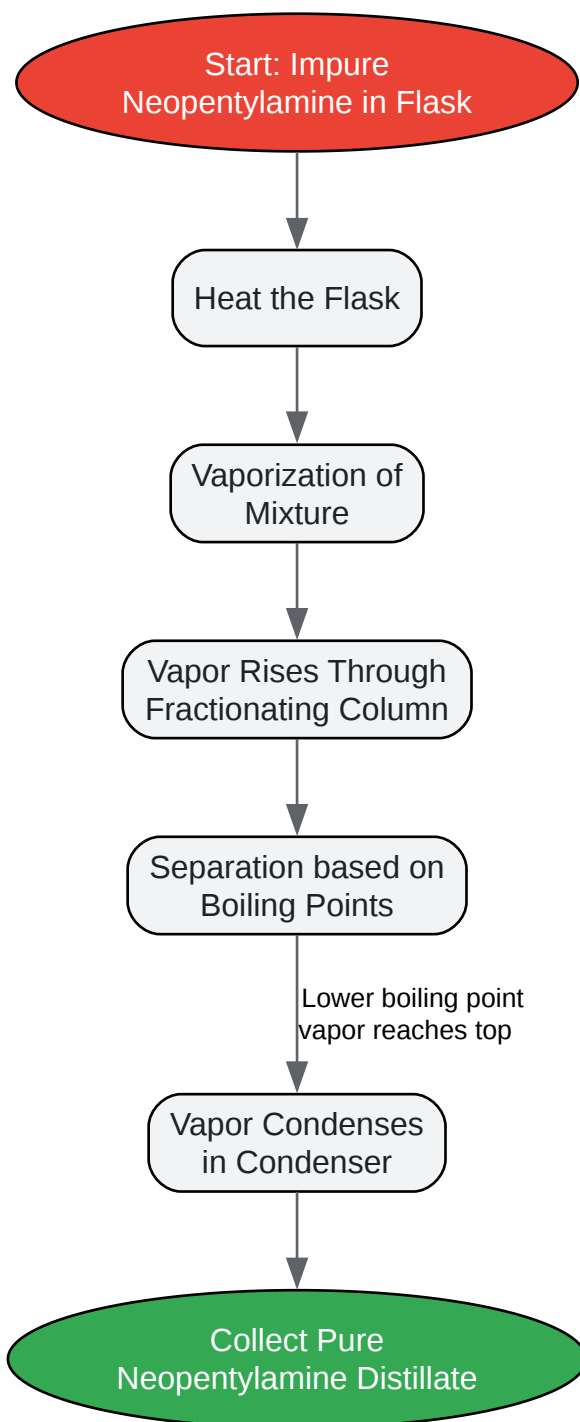 Start: Impure
Neopentylamine in Flask
Heat the Flask
Vaporization of
Mixture
Vapor Rises Through
Fractionating Column
Separation based on
Boiling Points
Lower boiling point
vapor reaches top
Vapor Condenses
in Condenser
Collect Pure
Neopentylamine Distillate